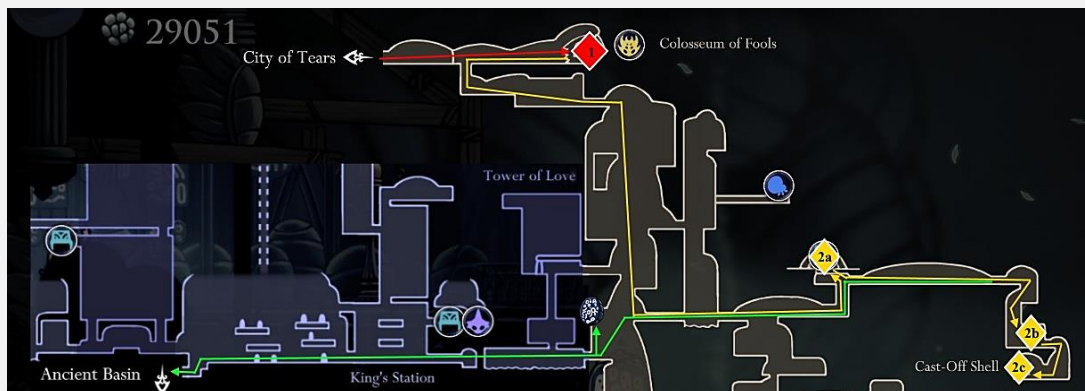 29051
City of Tears
1
Colosseum of Fools
Tower of Love
2a
2b
Cast-Off Shell
2c
Ancient Basin
King's Station